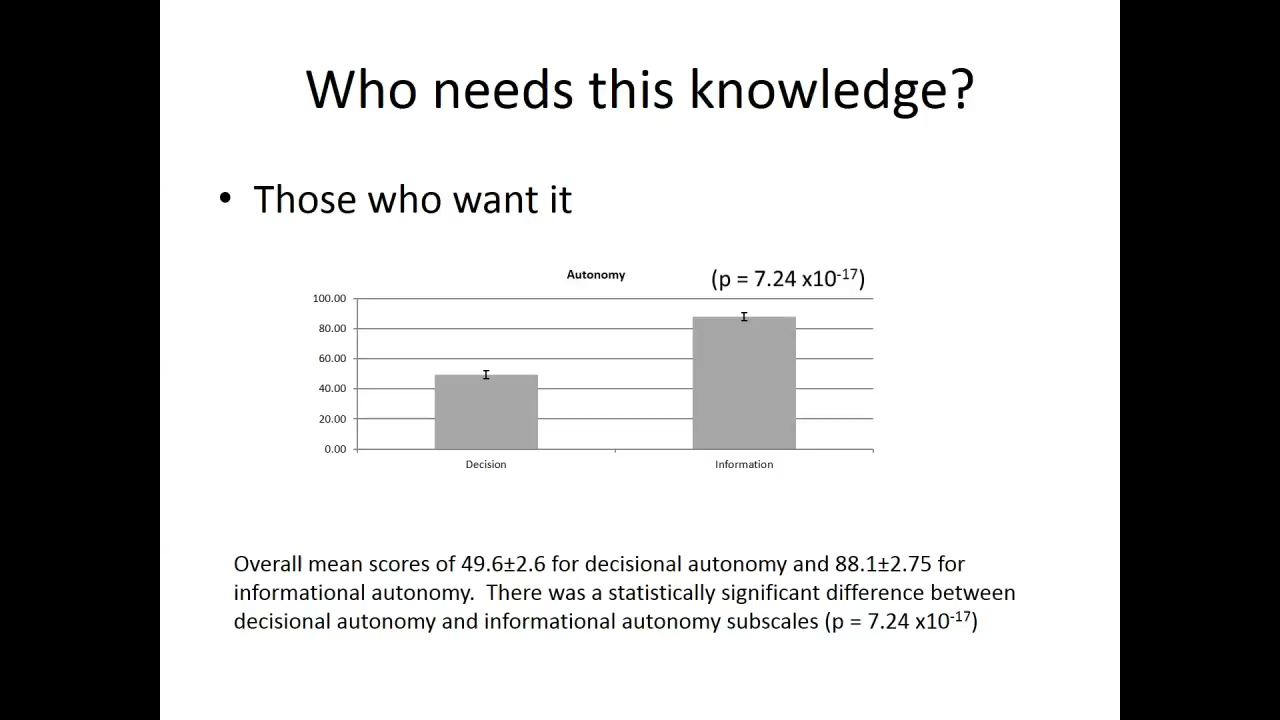 Who needs this knowledge?
• Those who want it
Autonomy
(p = 7.24 x10⁻¹⁷)
100.00
80.00
60.00
40.00
20.00
0.00
Decision
Information
Overall mean scores of 49.6±2.6 for decisional autonomy and 88.1±2.75 for
informational autonomy.  There was a statistically significant difference between
decisional autonomy and informational autonomy subscales (p = 7.24 x10⁻¹⁷)